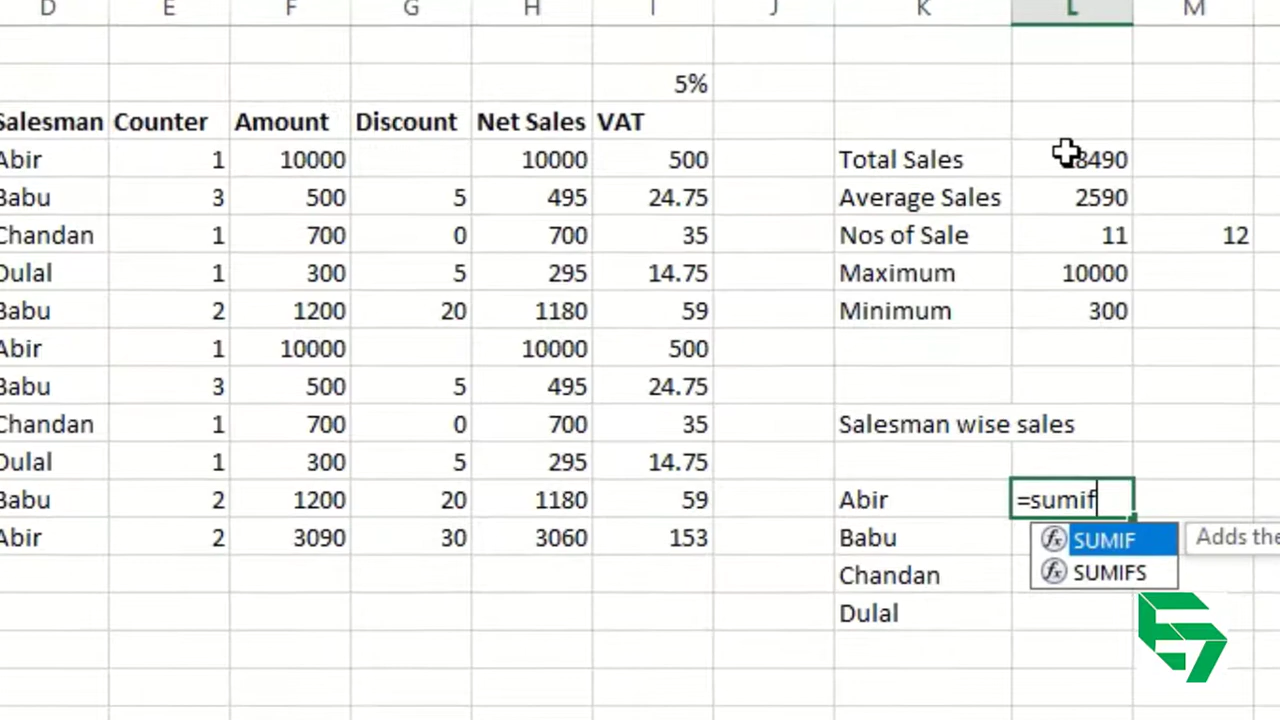 D E F G H I J K L M
5%
Salesman Counter Amount Discount Net Sales VAT
Abir 1 10000 10000 500 Total Sales 8490
Babu 3 500 5 495 24.75 Average Sales 2590
Chandan 1 700 0 700 35 Nos of Sale 11 12
Dulal 1 300 5 295 14.75 Maximum 10000
Babu 2 1200 20 1180 59 Minimum 300
Abir 1 10000 10000 500
Babu 3 500 5 495 24.75
Chandan 1 700 0 700 35 Salesman wise sales
Dulal 1 300 5 295 14.75
Babu 2 1200 20 1180 59 Abir =sumif
Abir 2 3090 30 3060 153 Babu fx SUMIF Adds the
Chandan fx SUMIFS
Dulal